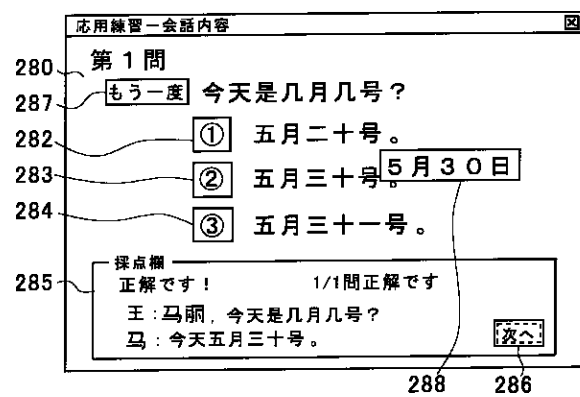 応用練習ー会話内容
280 第1問
287 もう一度 今天是几月几号?
282 ① 五月二十号。
283 ② 五月三十号。 5月30日
284 ③ 五月三十一号。
採点欄
285 正解です! 1/1問正解です
王:马丽,今天是几月几号?
马:今天五月三十号。
次へ
288 286